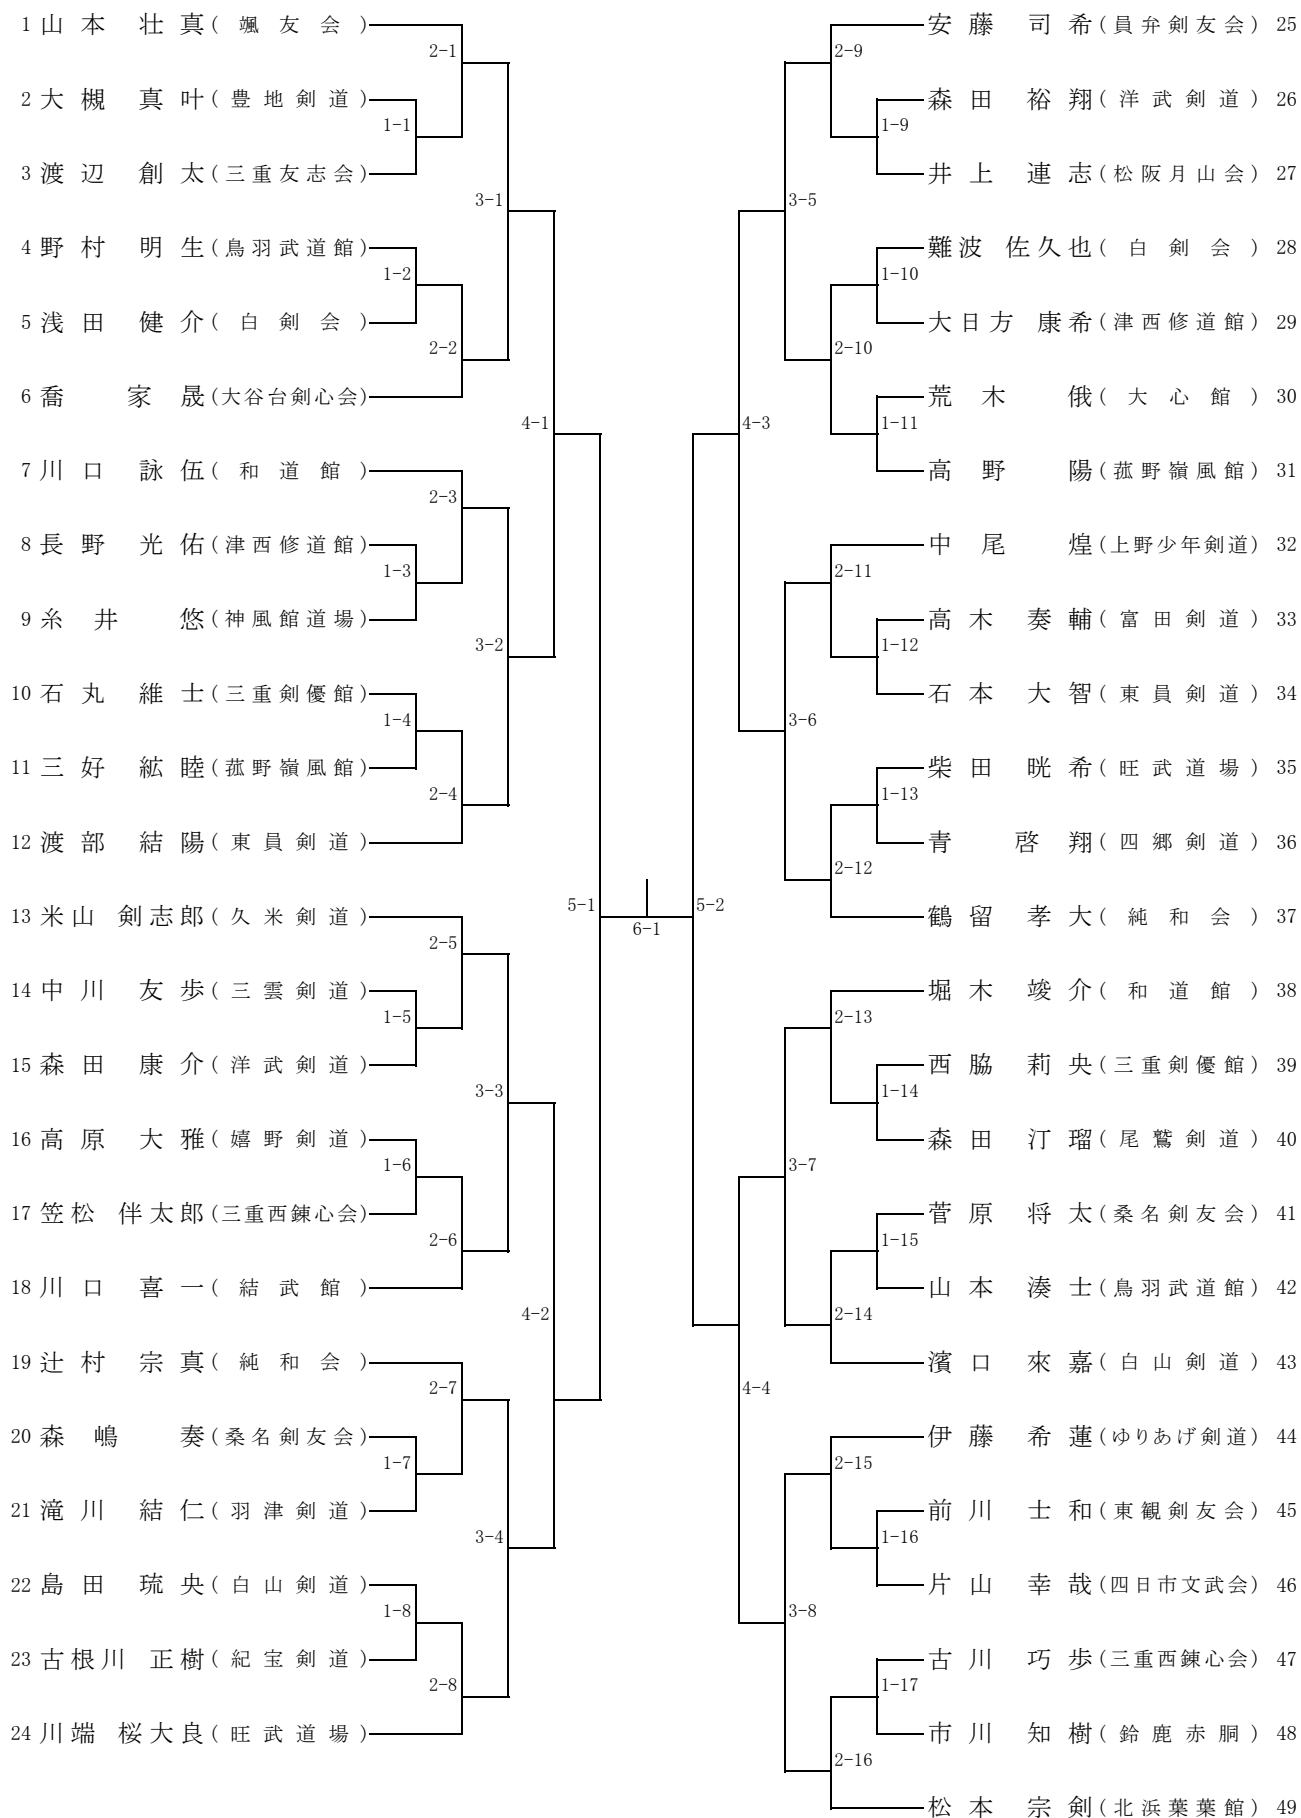 1 山本 壮真 (颯友会)
2-1
2 大槻 真叶 (豊地剣道)
1-1
3 渡辺 創太 (三重友志会)
3-1
4 野村 明生 (鳥羽武道館)
1-2
5 浅田 健介 (白剣会)
2-2
6 喬 家晟 (大谷台剣心会)
4-1
7 川口 詠伍 (和道館)
2-3
8 長野 光佑 (津西修道館)
1-3
9 糸井 悠 (神風館道場)
3-2
10 石丸 維士 (三重剣優館)
1-4
11 三好 紘睦 (菰野嶺風館)
2-4
12 渡部 結陽 (東員剣道)
5-1
13 米山 剣志郎 (久米剣道)
2-5
14 中川 友歩 (三雲剣道)
1-5
15 森田 康介 (洋武剣道)
3-3
16 高原 大雅 (嬉野剣道)
1-6
17 笠松 伴太郎 (三重西錬心会)
2-6
18 川口 喜一 (結武館)
4-2
19 辻村 宗真 (純和会)
2-7
20 森嶋 奏 (桑名剣友会)
1-7
21 滝川 結仁 (羽津剣道)
3-4
22 島田 琉央 (白山剣道)
1-8
23 古根川 正樹 (紀宝剣道)
2-8
24 川端 桜大良 (旺武道場)
6-1
安藤 司希 (員弁剣友会) 25
2-9
森田 裕翔 (洋武剣道) 26
1-9
井上 連志 (松阪月山会) 27
3-5
難波 佐久也 (白剣会) 28
1-10
大日方 康希 (津西修道館) 29
2-10
荒木 俄 (大心館) 30
1-11
4-3
高野 陽 (菰野嶺風館) 31
中尾 煌 (上野少年剣道) 32
2-11
高木 奏輔 (富田剣道) 33
1-12
石本 大智 (東員剣道) 34
3-6
柴田 晄希 (旺武道場) 35
1-13
青 啓翔 (四郷剣道) 36
2-12
鶴留 孝大 (純和会) 37
5-2
堀木 竣介 (和道館) 38
2-13
西脇 莉央 (三重剣優館) 39
1-14
森田 汀瑠 (尾鷲剣道) 40
3-7
菅原 将太 (桑名剣友会) 41
1-15
山本 湊士 (鳥羽武道館) 42
2-14
濱口 來嘉 (白山剣道) 43
4-4
伊藤 希蓮 (ゆりあげ剣道) 44
2-15
前川 士和 (東観剣友会) 45
1-16
片山 幸哉 (四日市文武会) 46
3-8
古川 巧歩 (三重西錬心会) 47
1-17
市川 知樹 (鈴鹿赤胴) 48
2-16
松本 宗剣 (北浜葉葉館) 49